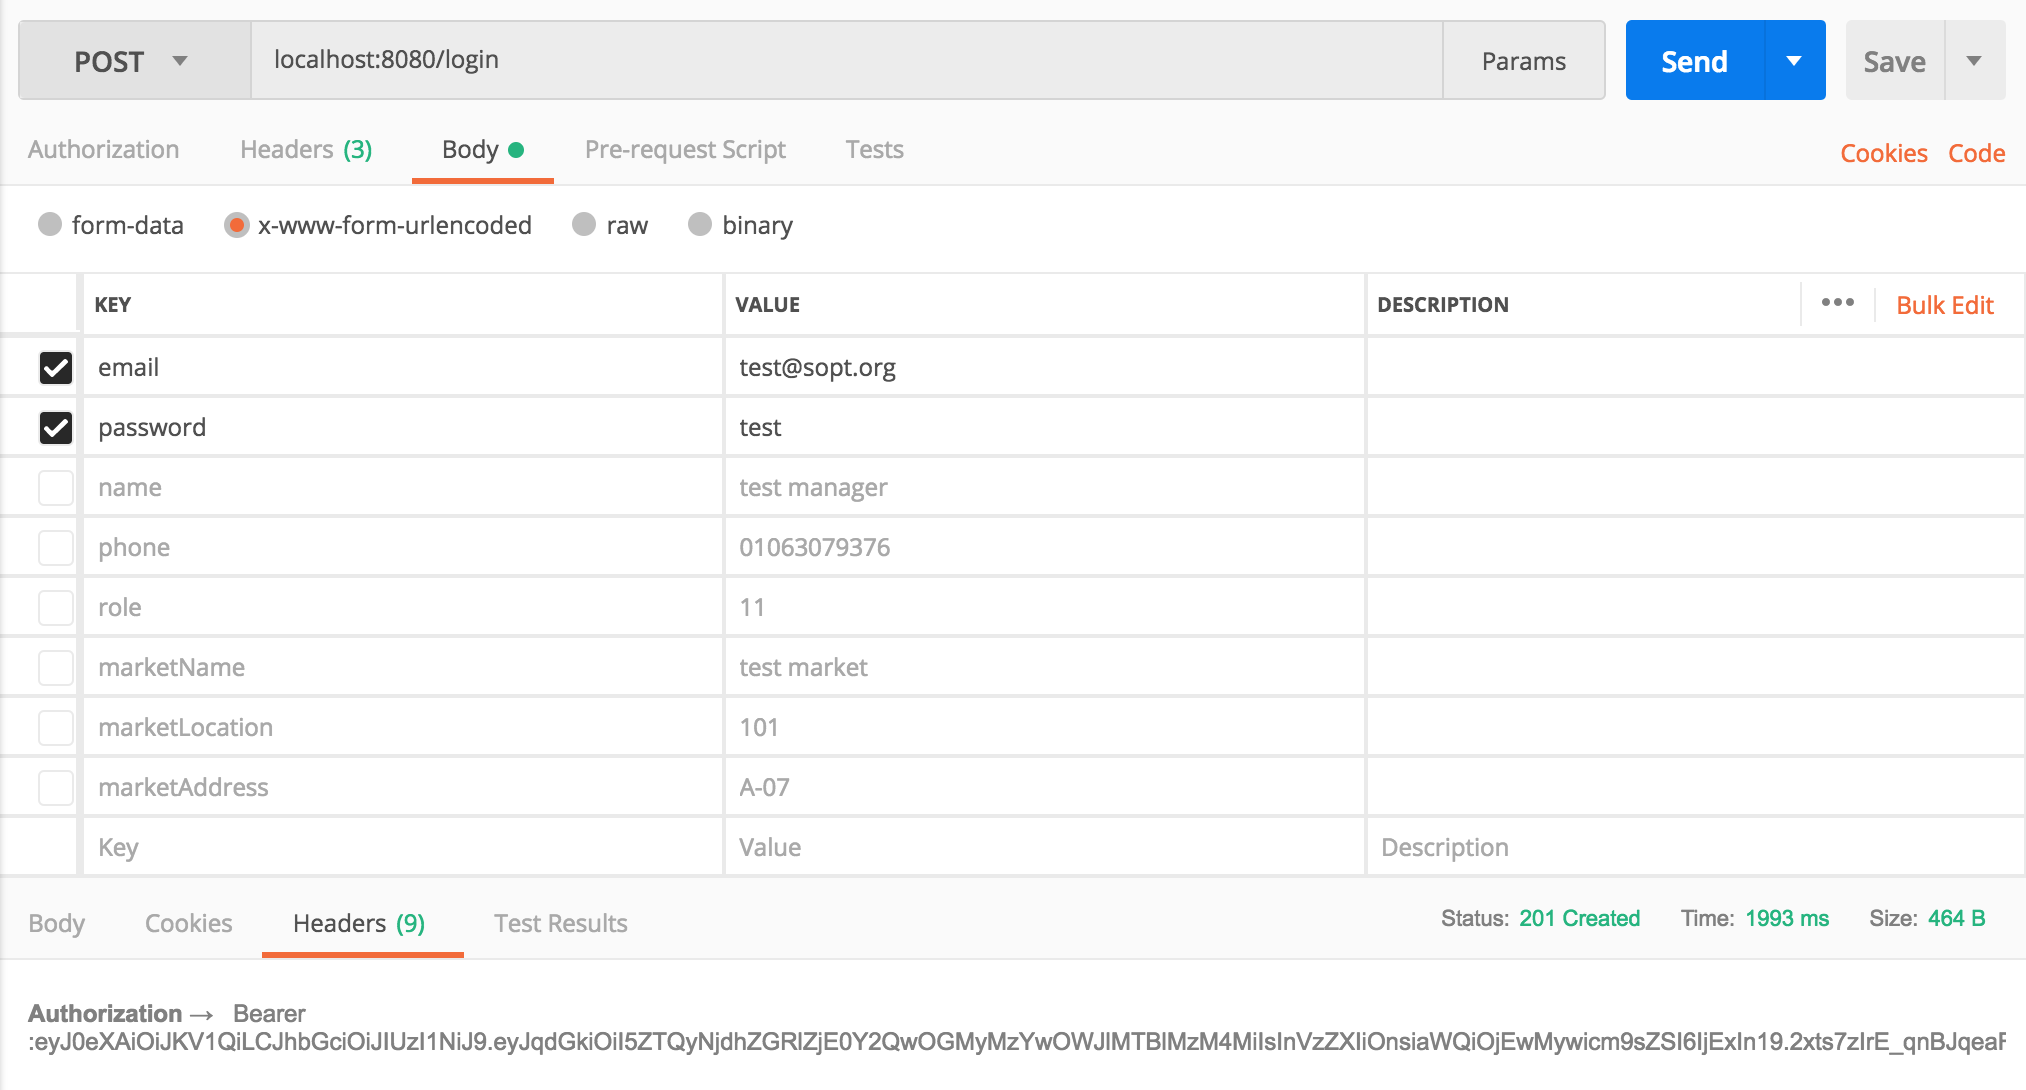 POST localhost:8080/login Params Send Save
Authorization Headers (3) Body Pre-request Script Tests Cookies Code
form-data x-www-form-urlencoded raw binary
KEY VALUE DESCRIPTION ••• Bulk Edit
email test@sopt.org
password test
name test manager
phone 01063079376
role 11
marketName test market
marketLocation 101
marketAddress A-07
Key Value Description
Body Cookies Headers (9) Test Results Status: 201 Created Time: 1993 ms Size: 464 B
Authorization → Bearer
:eyJ0eXAiOiJKV1QiLCJhbGciOiJIUzI1NiJ9.eyJqdGkiOiI5ZTQyNjdhZGRlZjE0Y2QwOGMyMzYwOWJlMTBlMzM4MiIsInVzZXIiOnsiaWQiOjEwMywicm9sZSI6IjExIn19.2xts7zIrE_qnBJqeaF